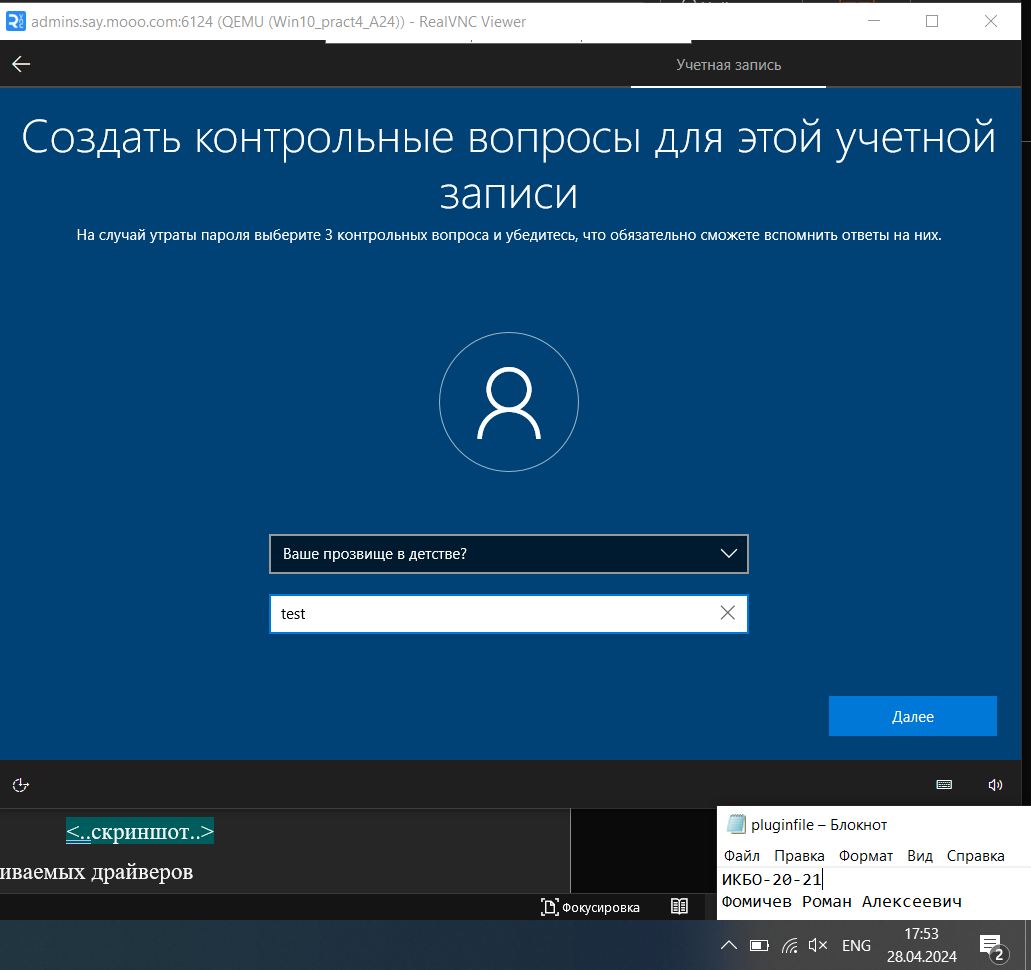 admins.say.mooo.com:6124 (QEMU (Win10_pract4_A24)) - RealVNC Viewer
Учетная запись
Создать контрольные вопросы для этой учетной
записи
На случай утраты пароля выберите 3 контрольных вопроса и убедитесь, что обязательно сможете вспомнить ответы на них.
Ваше прозвище в детстве?
test
Далее
<..скриншот..>
иваемых драйверов
Фокусировка
pluginfile – Блокнот
Файл Правка Формат Вид Справка
ИКБО-20-21
Фомичев Роман Алексеевич
ENG
17:53
28.04.2024
2